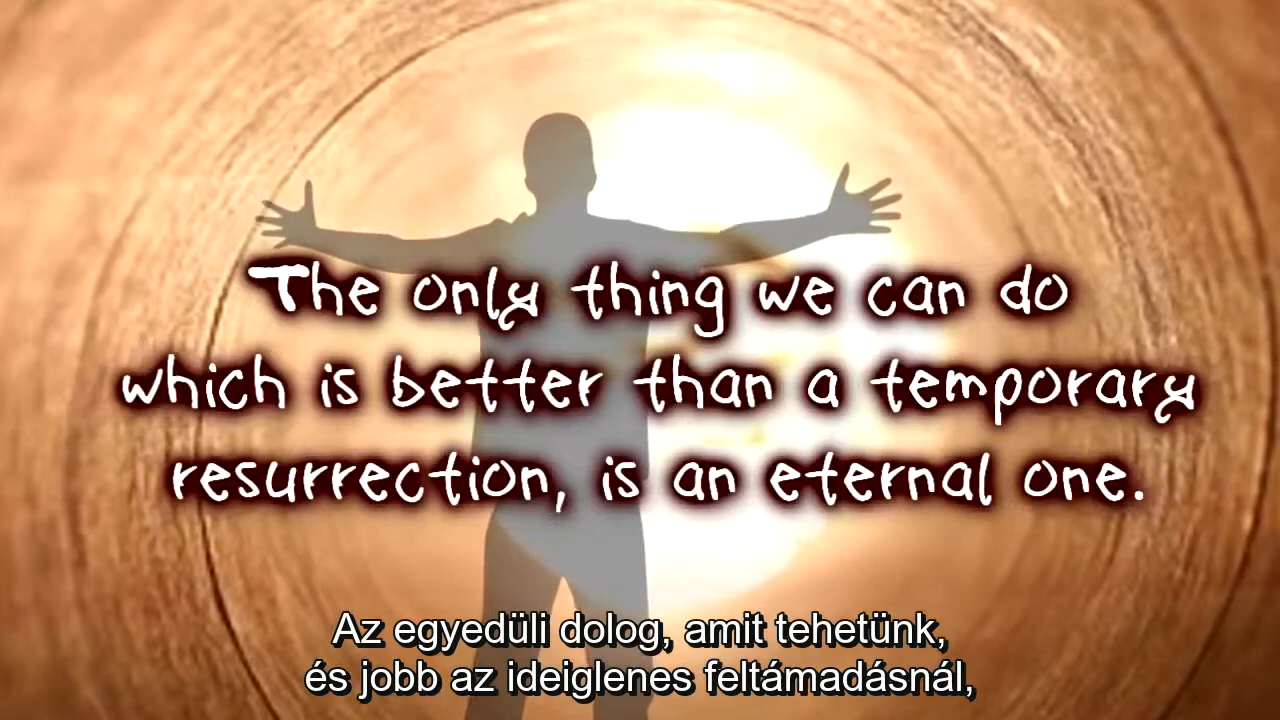 The only thing we can do
which is better than a temporary
resurrection, is an eternal one.
Az egyedüli dolog, amit tehetünk,
és jobb az ideiglenes feltámadásnál,